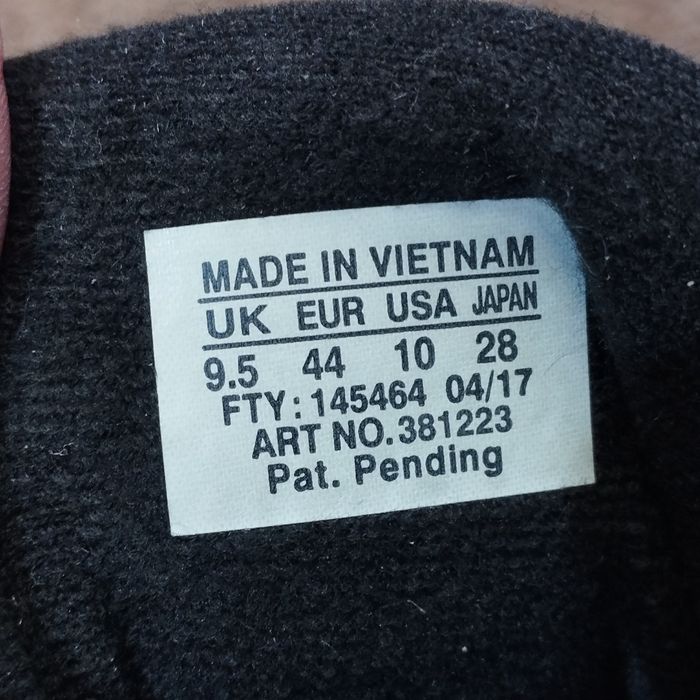 MADE IN VIETNAM
UK EUR USA JAPAN
9.5 44 10 28
FTY: 145464 04/17
ART NO. 381223
Pat. Pending